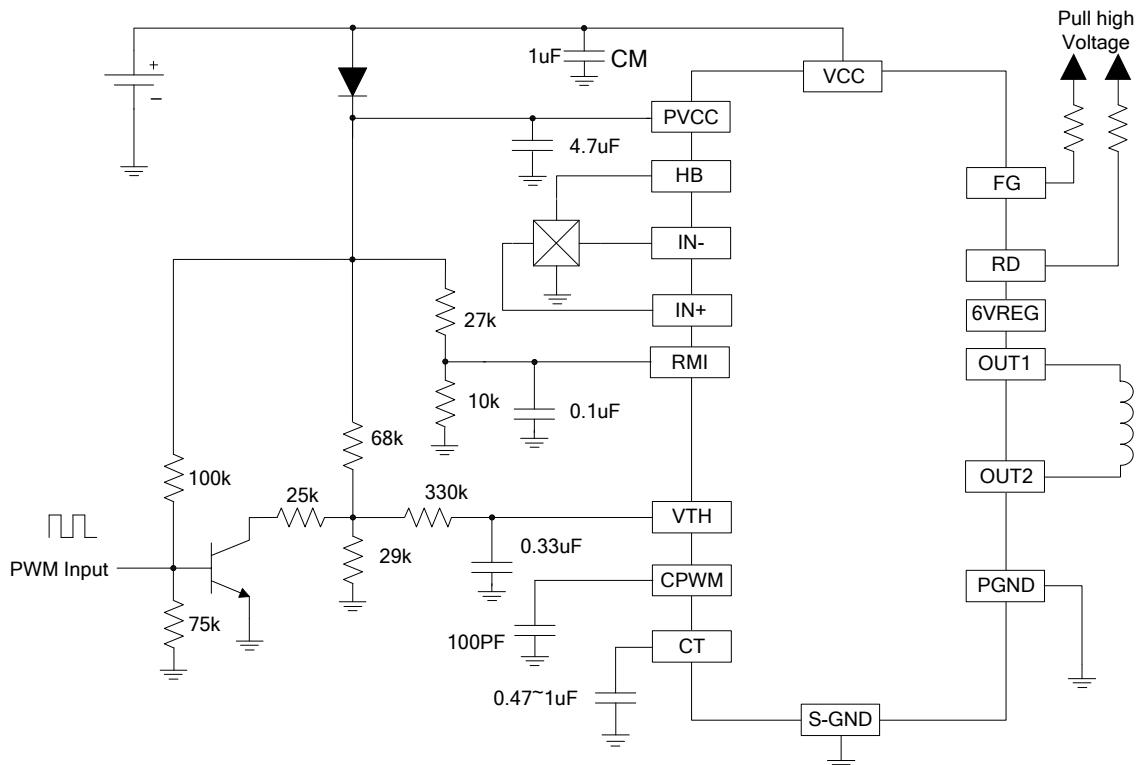 Pull high
Voltage
+
−
1uF
CM
VCC
PVCC
4.7uF
HB
FG
IN-
RD
IN+
6VREG
27k
RMI
OUT1
10k
0.1uF
68k
100k
OUT2
25k
330k
VTH
0.33uF
PWM Input
29k
CPWM
PGND
75k
100PF
CT
0.47~1uF
S-GND